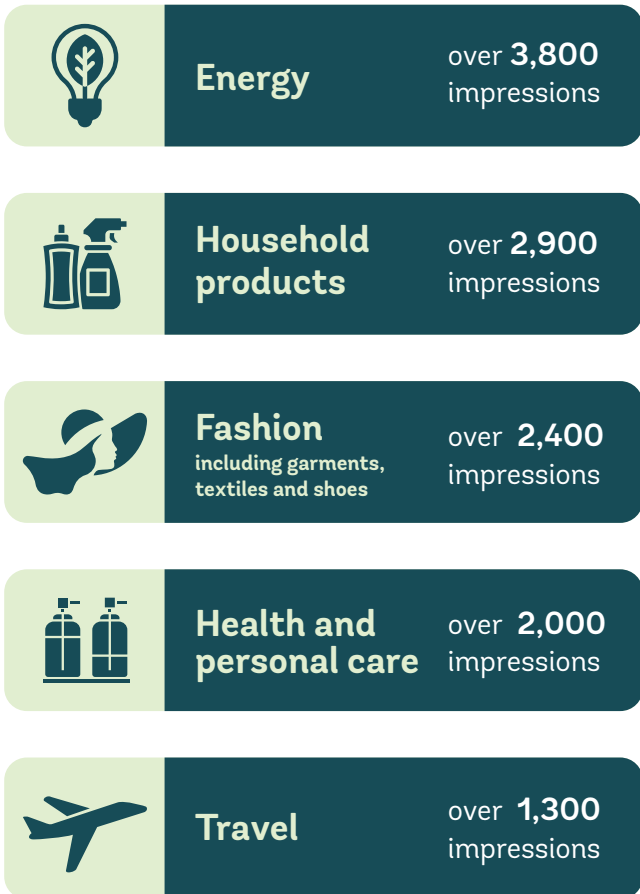 Energy
over 3,800
impressions
Household
products
over 2,900
impressions
Fashion
including garments,
textiles and shoes
over 2,400
impressions
Health and
personal care
over 2,000
impressions
Travel
over 1,300
impressions